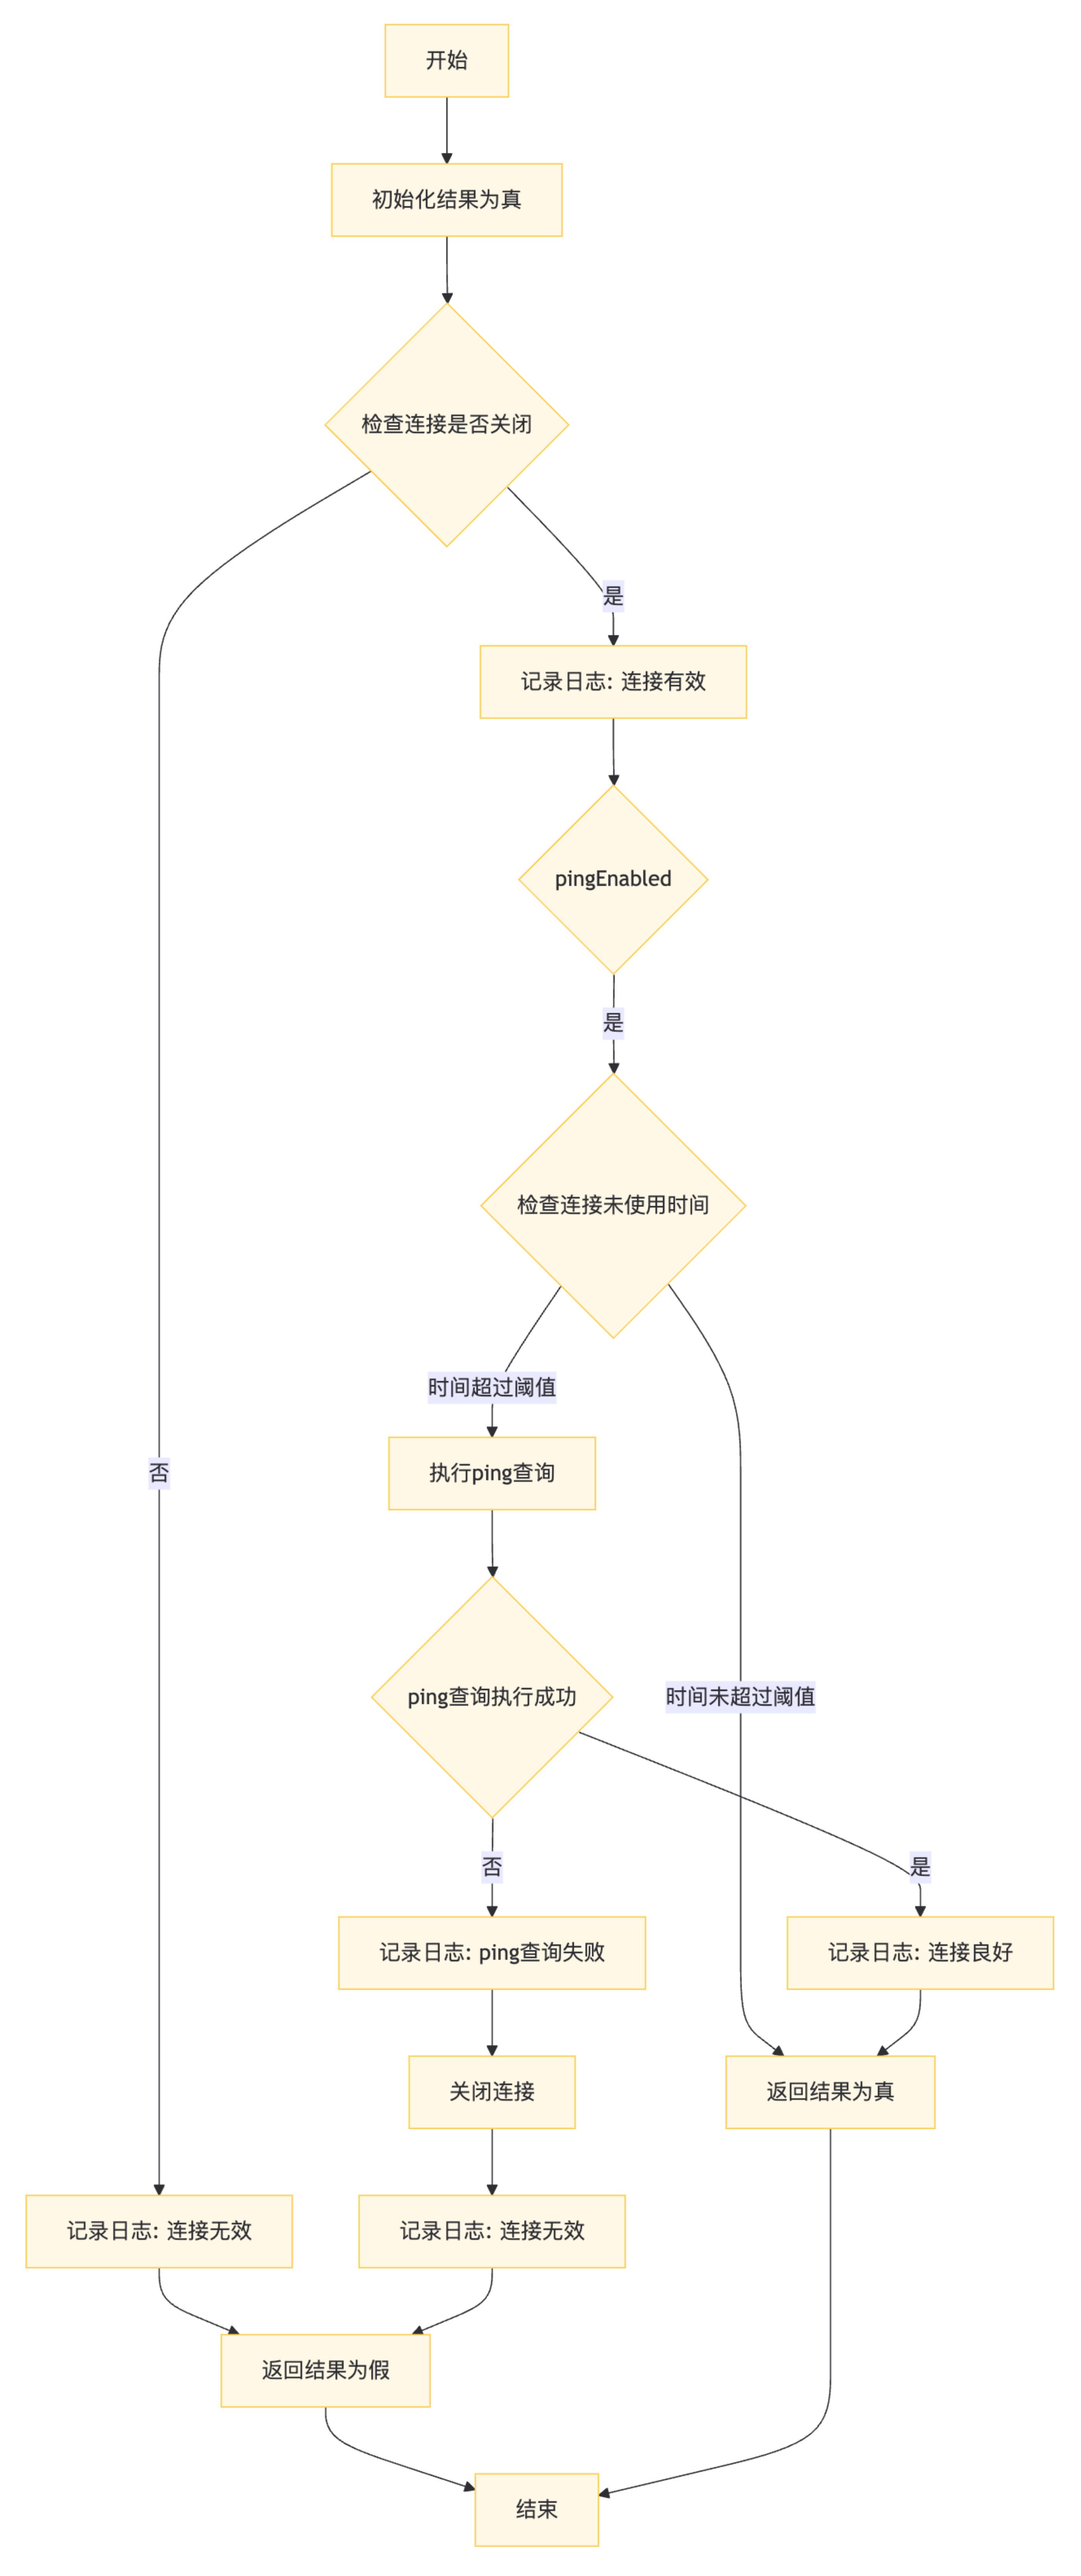 开始
初始化结果为真
检查连接是否关闭
是
记录日志: 连接有效
pingEnabled
是
检查连接未使用时间
时间超过阈值
否
执行ping查询
ping查询执行成功
时间未超过阈值
否
是
记录日志: ping查询失败
记录日志: 连接良好
关闭连接
返回结果为真
记录日志: 连接无效
记录日志: 连接无效
返回结果为假
结束